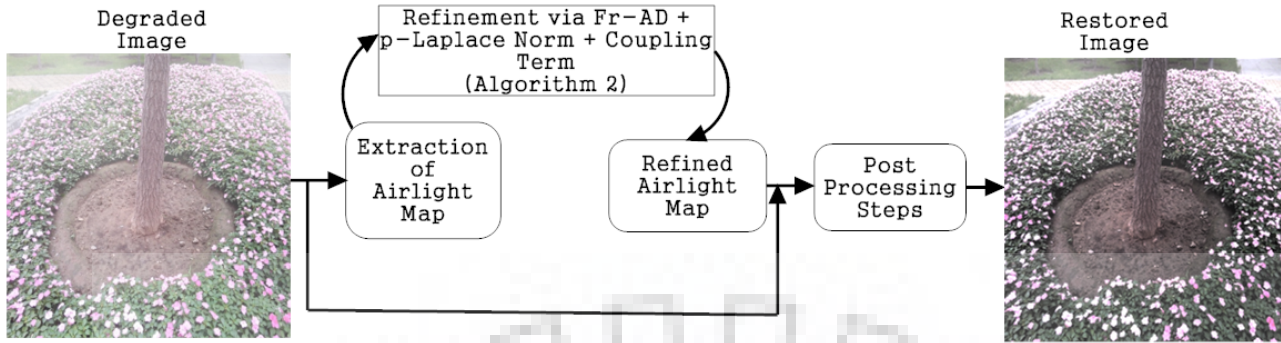 Degraded
Image
Refinement via Fr-AD +
p-Laplace Norm + Coupling
Term
(Algorithm 2)
Restored
Image
Extraction
of
Airlight
Map
Refined
Airlight
Map
Post
Processing
Steps